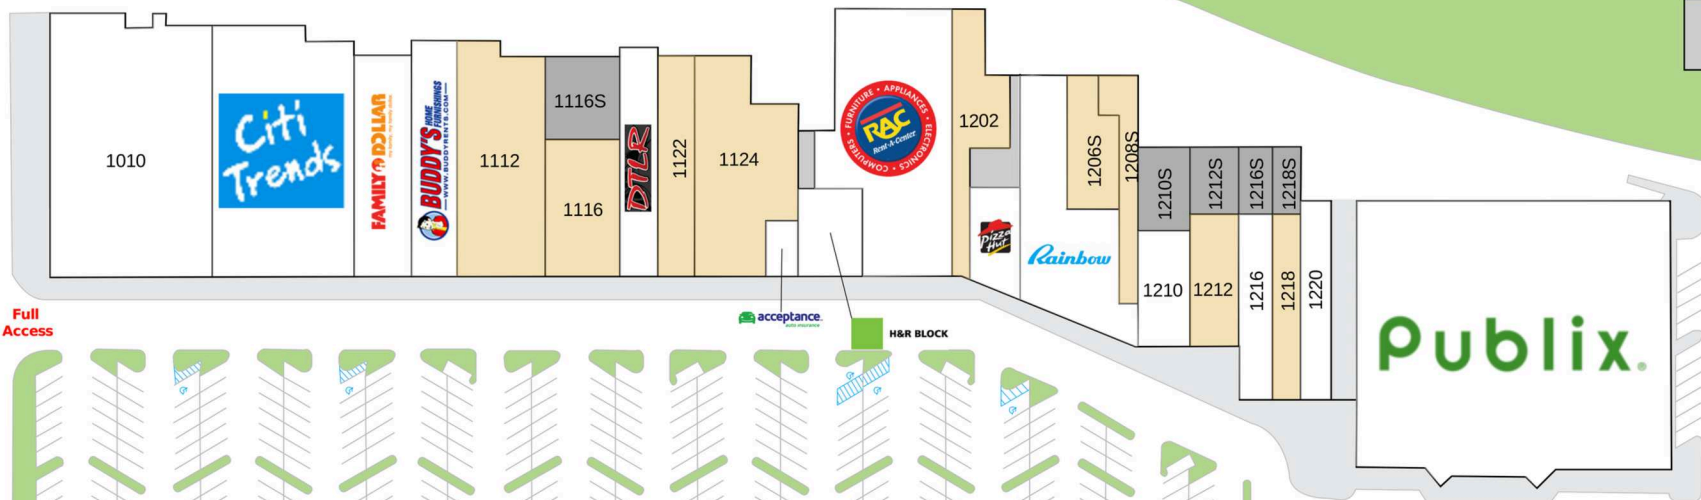 1010
Citi
Trends
FAMILY DOLLAR
BUDDY'S
HOME
FURNISHINGS
WWW.BUDDYRENTS.COM
1112
1116S
1116
DTLR
1122
1124
FURNITURE • APPLIANCES • ELECTRONICS • COMPUTERS •
RAC
Rent-A-Center
1202
Pizza
Hut
Rainbow
1206S
1208S
1210S
1212S
1216S
1218S
1210
1212
1216
1218
1220
Publix.
acceptance.
auto insurance
H&R BLOCK
Full
Access